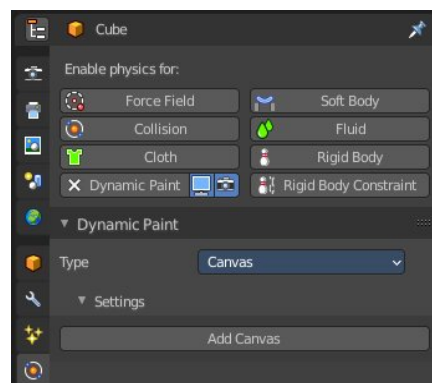 Cube
Enable physics for:
Force Field Soft Body
Collision Fluid
Cloth Rigid Body
Dynamic Paint Rigid Body Constraint
Dynamic Paint
Type Canvas
Settings
Add Canvas